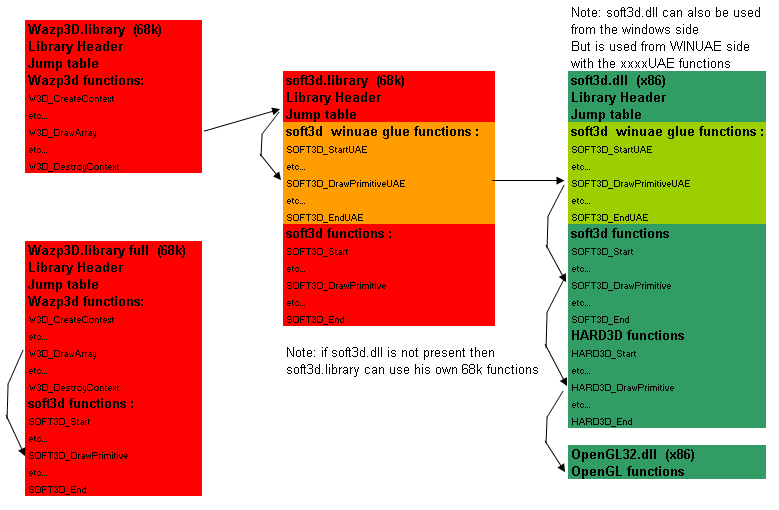 Wazp3D.library (68k)
Library Header
Jump table
Wazp3d functions:
W3D_CreateContext
etc...
W3D_DrawArray
etc...
W3D_DestroyContext
Wazp3D.library full (68k)
Library Header
Jump table
Wazp3d functions:
W3D_CreateContext
etc...
W3D_DrawArray
etc...
W3D_DestroyContext
soft3d functions :
SOFT3D_Start
etc...
SOFT3D_DrawPrimitive
etc...
SOFT3D_End
soft3d.library (68k)
Library Header
Jump table
soft3d winuae glue functions :
SOFT3D_StartUAE
etc...
SOFT3D_DrawPrimitiveUAE
etc...
SOFT3D_EndUAE
soft3d functions :
SOFT3D_Start
etc...
SOFT3D_DrawPrimitive
etc...
SOFT3D_End
Note: if soft3d.dll is not present then
soft3d.library can use his own 68k functions
Note: soft3d.dll can also be used
from the windows side
But is used from WINUAE side
with the xxxxUAE functions
soft3d.dll (x86)
Library Header
Jump table
soft3d winuae glue functions :
SOFT3D_StartUAE
etc...
SOFT3D_DrawPrimitiveUAE
etc...
SOFT3D_EndUAE
soft3d functions
SOFT3D_Start
etc...
SOFT3D_DrawPrimitive
etc...
SOFT3D_End
HARD3D functions
HARD3D_Start
etc...
HARD3D_DrawPrimitive
etc...
HARD3D_End
OpenGL32.dll (x86)
OpenGL functions